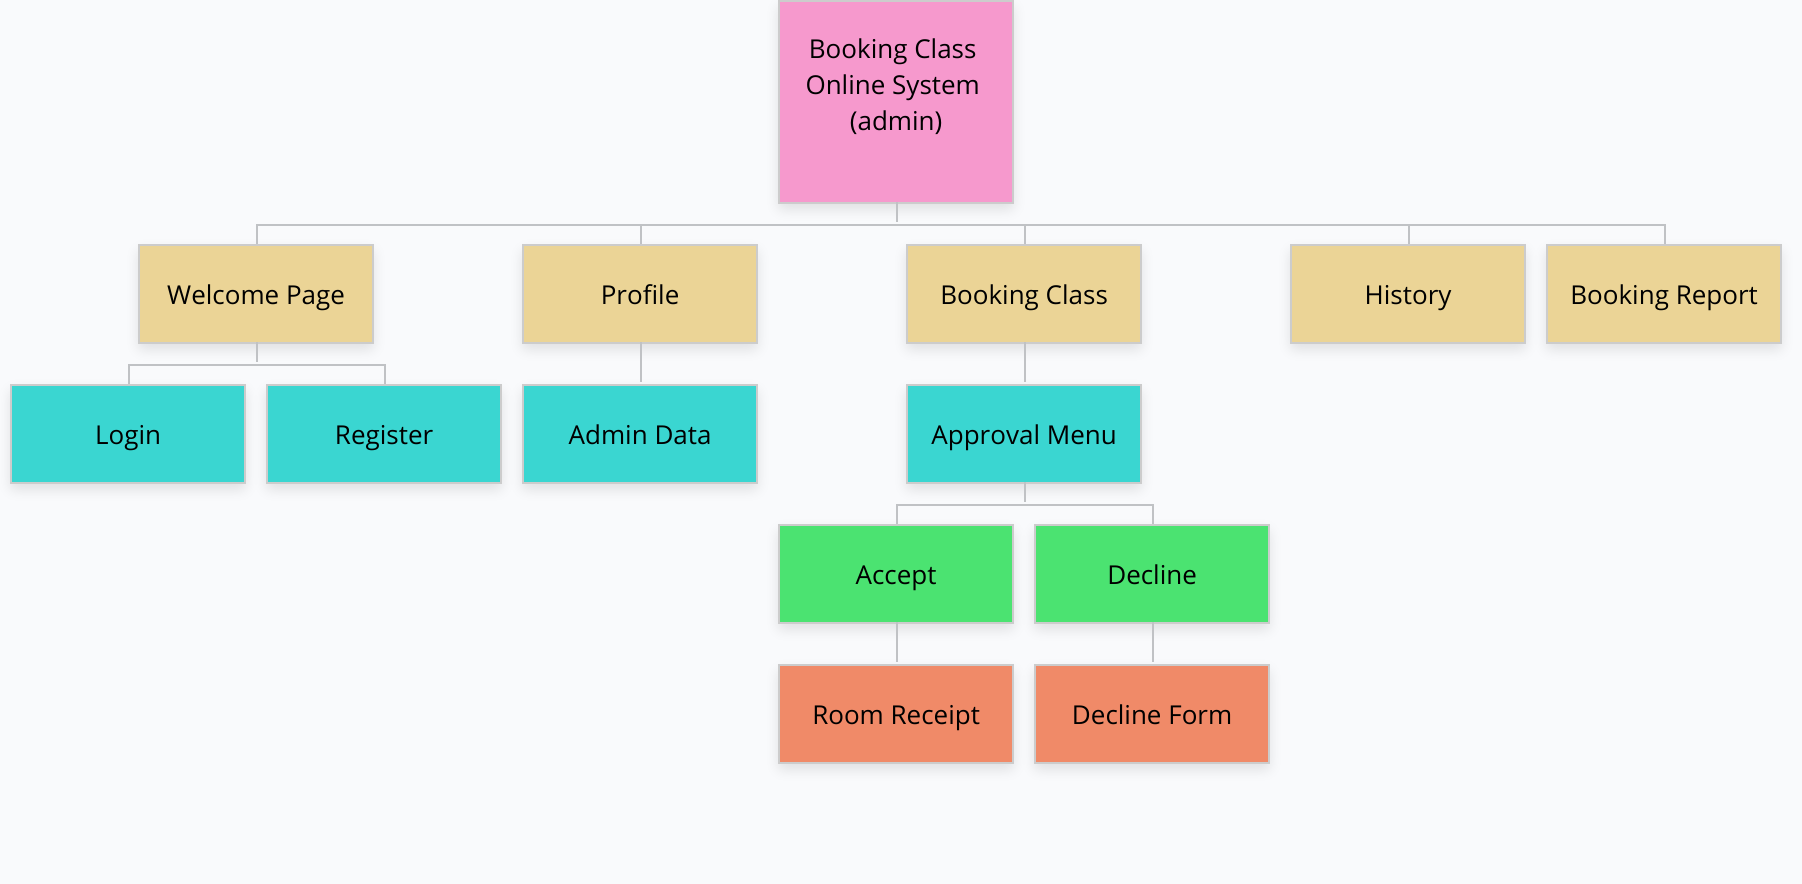 Booking Class
Online System
(admin)
Welcome Page
Profile
Booking Class
History
Booking Report
Login
Register
Admin Data
Approval Menu
Accept
Decline
Room Receipt
Decline Form